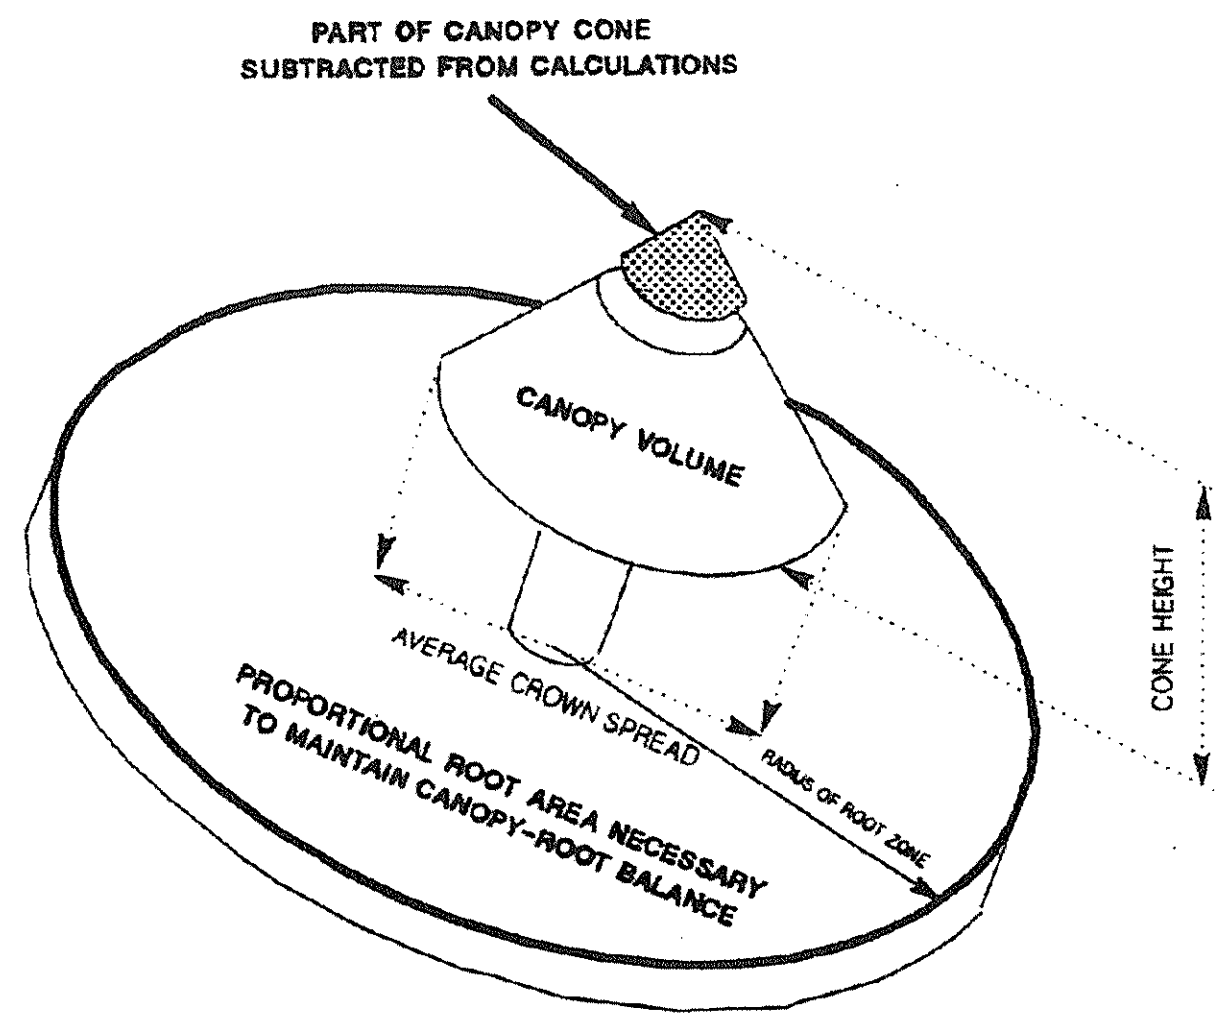 PART OF CANOPY CONE
SUBTRACTED FROM CALCULATIONS
CANOPY VOLUME
CONE HEIGHT
AVERAGE CROWN SPREAD
RADIUS OF ROOT ZONE
PROPORTIONAL ROOT AREA NECESSARY
TO MAINTAIN CANOPY-ROOT BALANCE